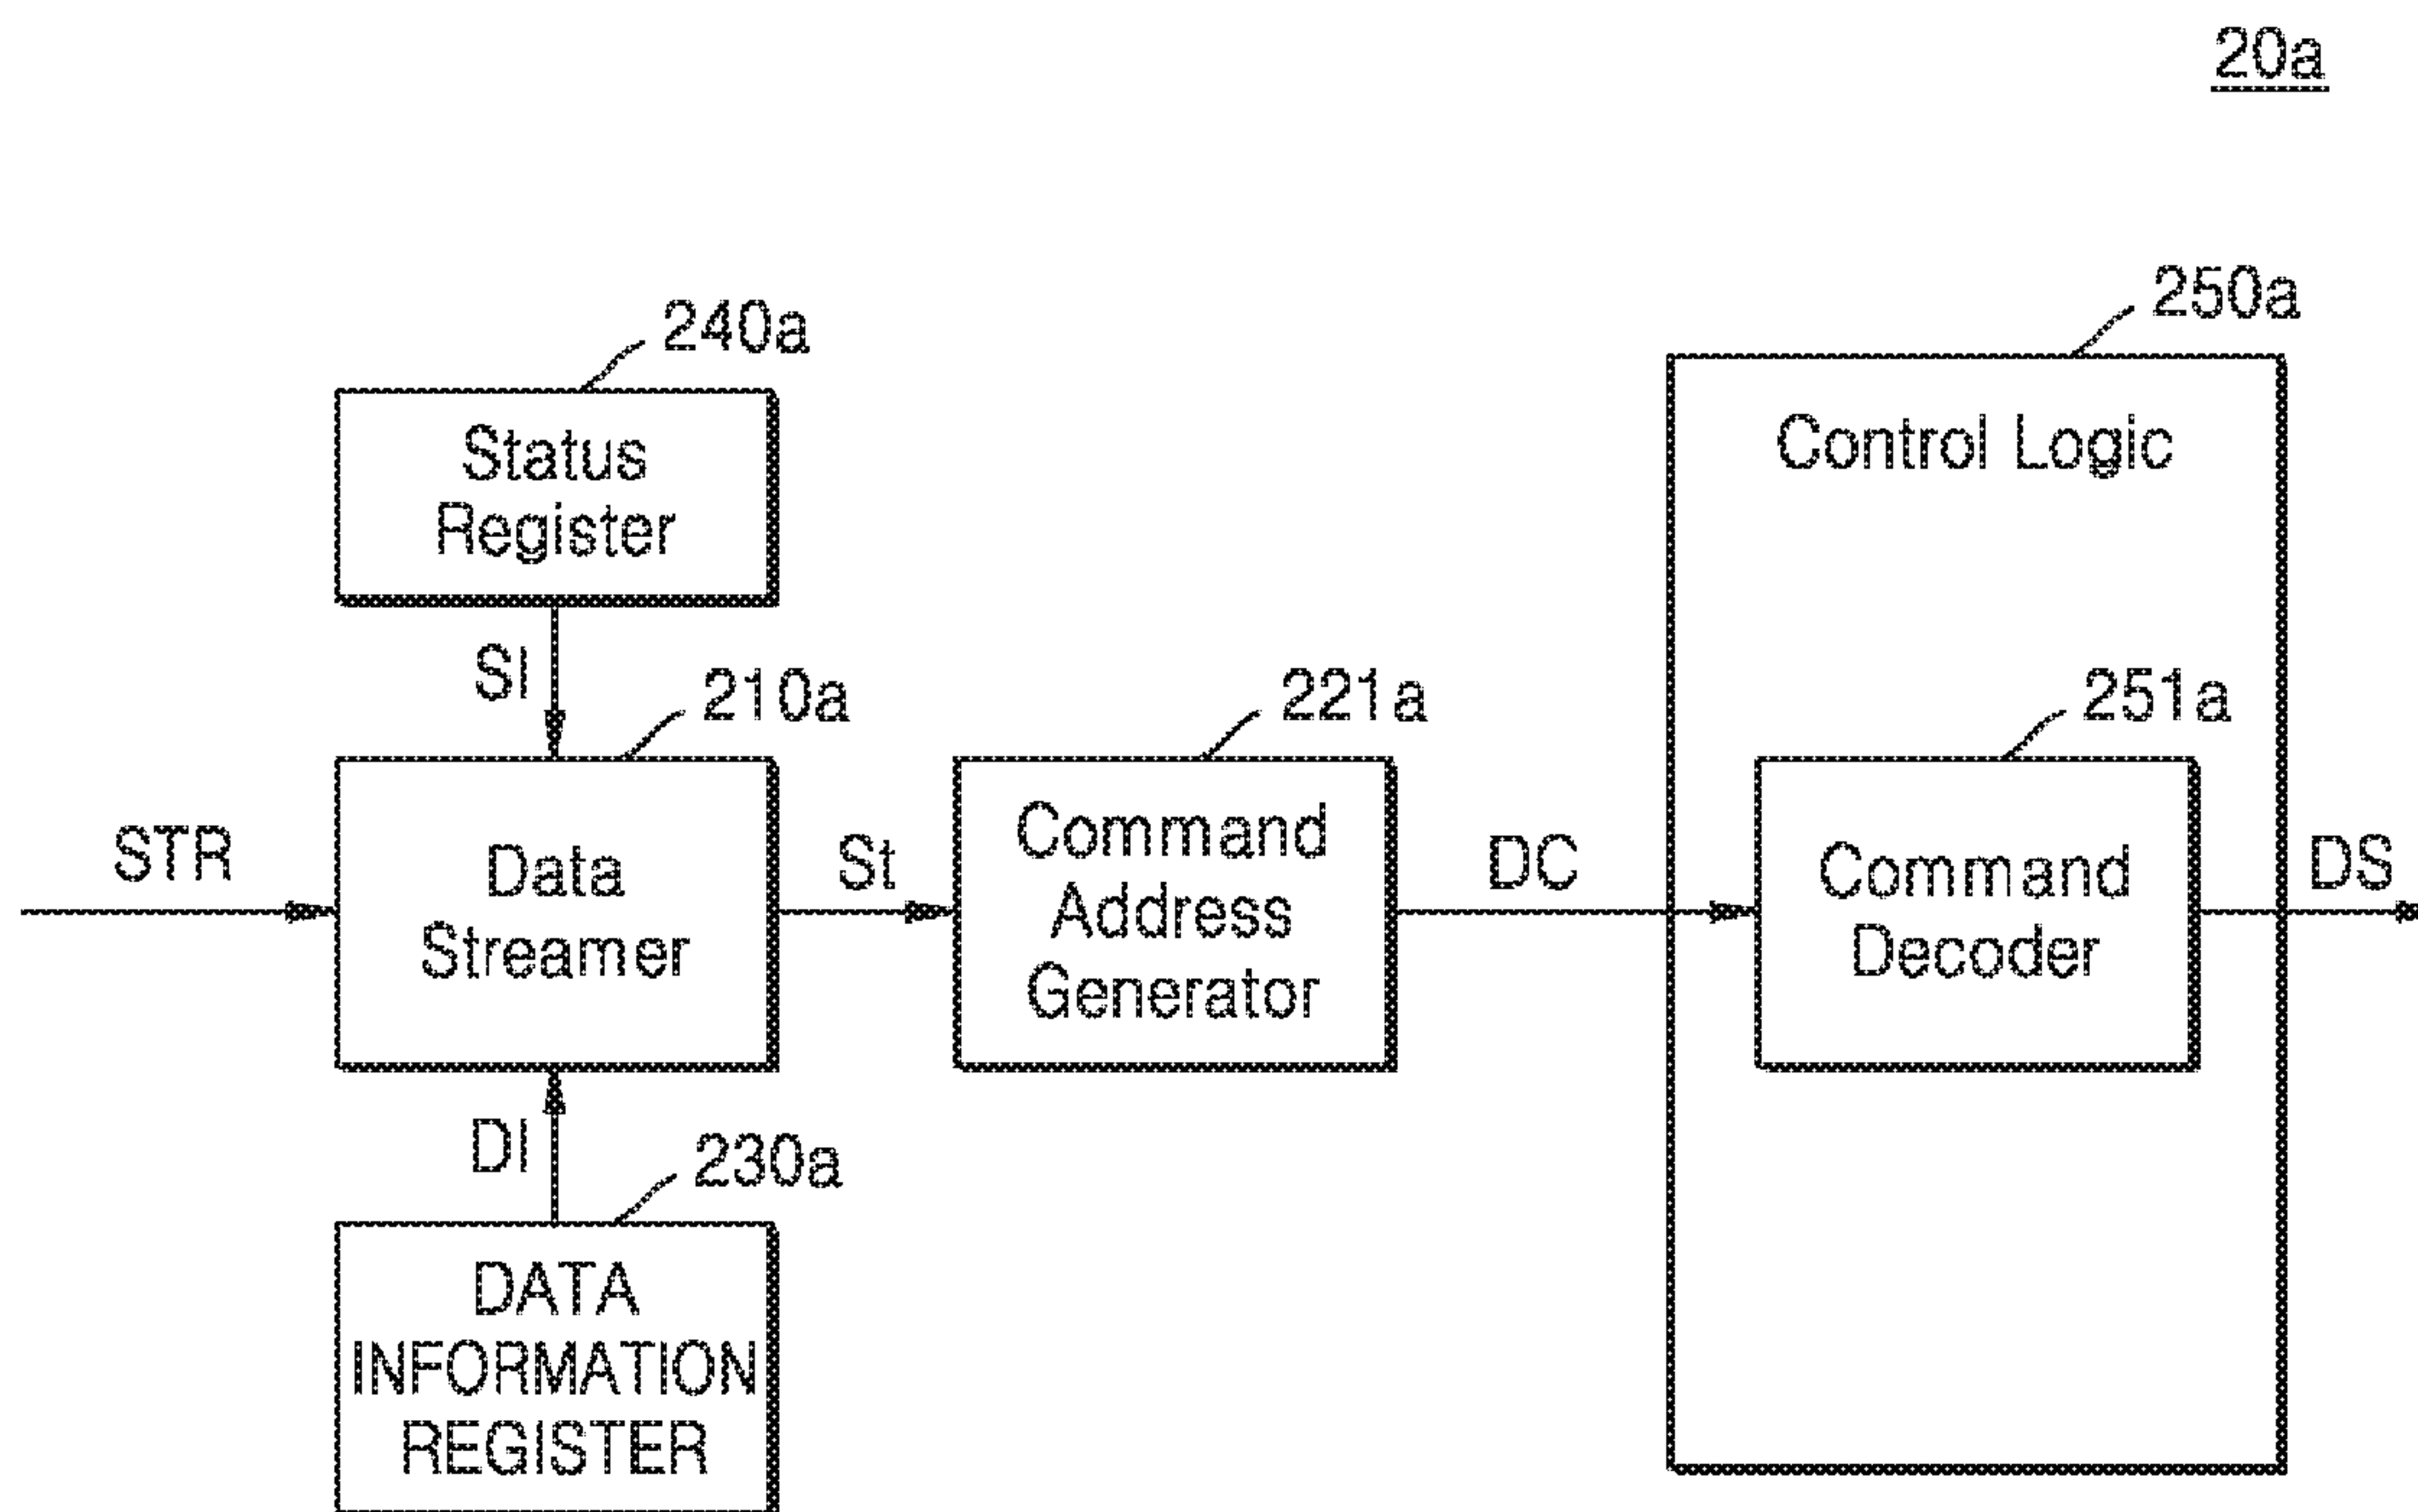 20a
250a
240a
Control Logic
Status
Register
SI
210a
221a
251a
STR
Data
Streamer
St
Command
Address
Generator
DC
Command
Decoder
DS
DI
230a
DATA
INFORMATION
REGISTER